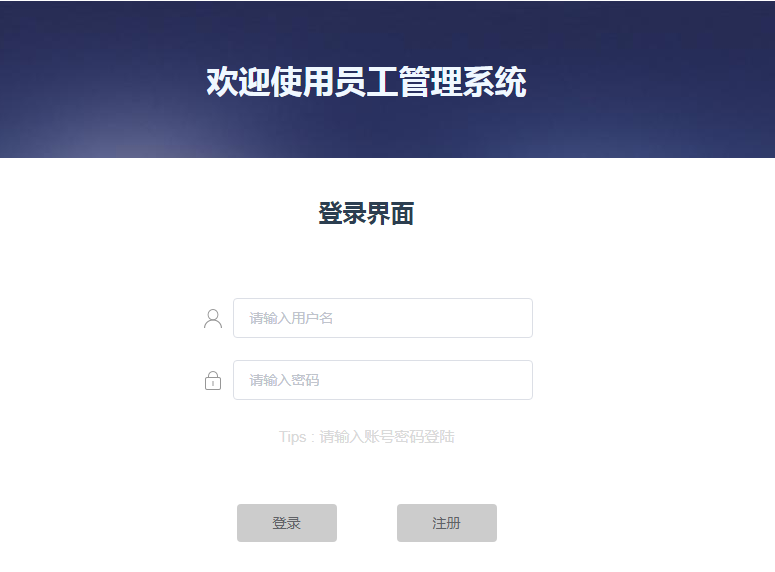 欢迎使用员工管理系统
登录界面
请输入用户名
请输入密码
Tips : 请输入账号密码登陆
登录 注册